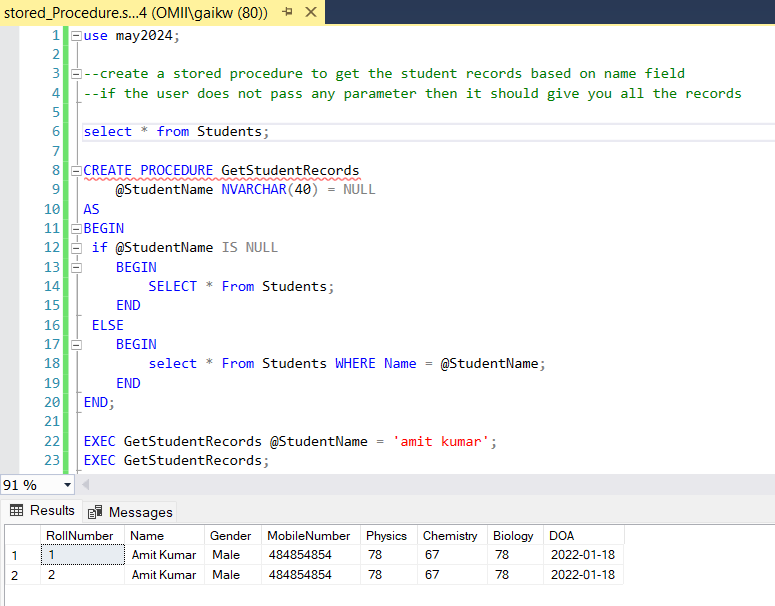 stored_Procedure.s...4 (OMII\gaikw (80))
1 use may2024;
2
3 --create a stored procedure to get the student records based on name field
4 --if the user does not pass any parameter then it should give you all the records
5
6 select * from Students;
7
8 CREATE PROCEDURE GetStudentRecords
9 @StudentName NVARCHAR(40) = NULL
10 AS
11 BEGIN
12 if @StudentName IS NULL
13 BEGIN
14 SELECT * From Students;
15 END
16 ELSE
17 BEGIN
18 select * From Students WHERE Name = @StudentName;
19 END
20 END;
21
22 EXEC GetStudentRecords @StudentName = 'amit kumar';
23 EXEC GetStudentRecords;
91 %
Results Messages
RollNumber Name Gender MobileNumber Physics Chemistry Biology DOA
1 1 Amit Kumar Male 484854854 78 67 78 2022-01-18
2 2 Amit Kumar Male 484854854 78 67 78 2022-01-18